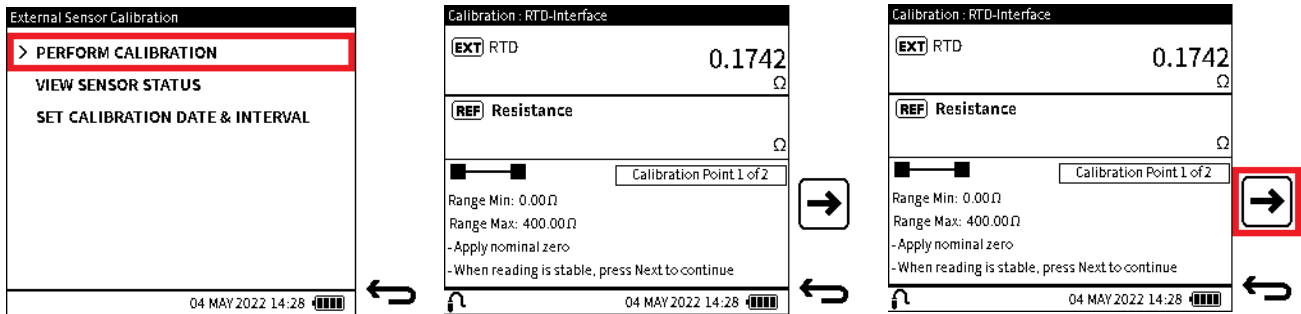 External Sensor Calibration
> PERFORM CALIBRATION
VIEW SENSOR STATUS
SET CALIBRATION DATE & INTERVAL
04 MAY 2022 14:28
Calibration : RTD-Interface
EXT RTD
0.1742
Ω
REF Resistance
Ω
Calibration Point 1 of 2
Range Min: 0.00Ω
Range Max: 400.00Ω
- Apply nominal zero
- When reading is stable, press Next to continue
04 MAY 2022 14:28
Calibration : RTD-Interface
EXT RTD
0.1742
Ω
REF Resistance
Ω
Calibration Point 1 of 2
Range Min: 0.00Ω
Range Max: 400.00Ω
- Apply nominal zero
- When reading is stable, press Next to continue
04 MAY 2022 14:28